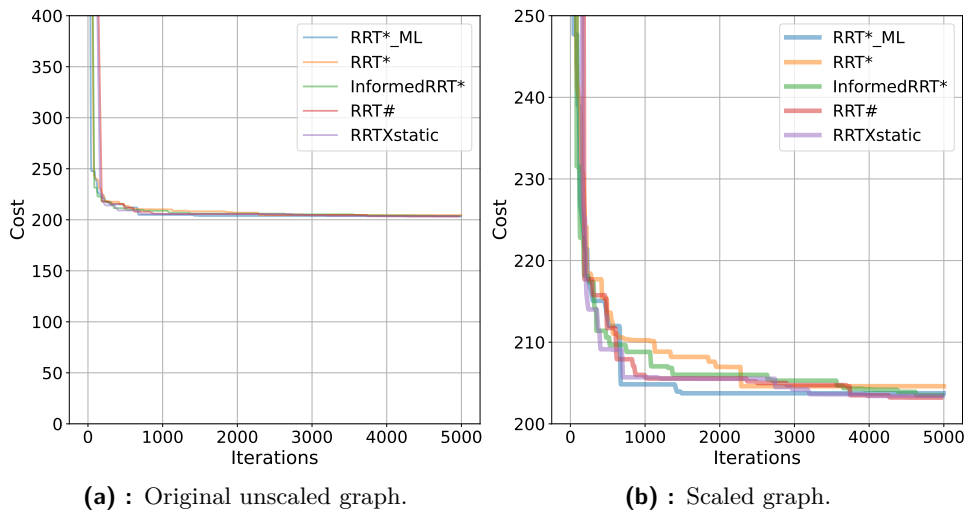 400
350
300
250
200
150
100
50
0
Cost
0 1000 2000 3000 4000 5000
Iterations
RRT*_ML
RRT*
InformedRRT*
RRT#
RRTXstatic
(a) : Original unscaled graph.
250
240
230
220
210
200
Cost
0 1000 2000 3000 4000 5000
Iterations
RRT*_ML
RRT*
InformedRRT*
RRT#
RRTXstatic
(b) : Scaled graph.